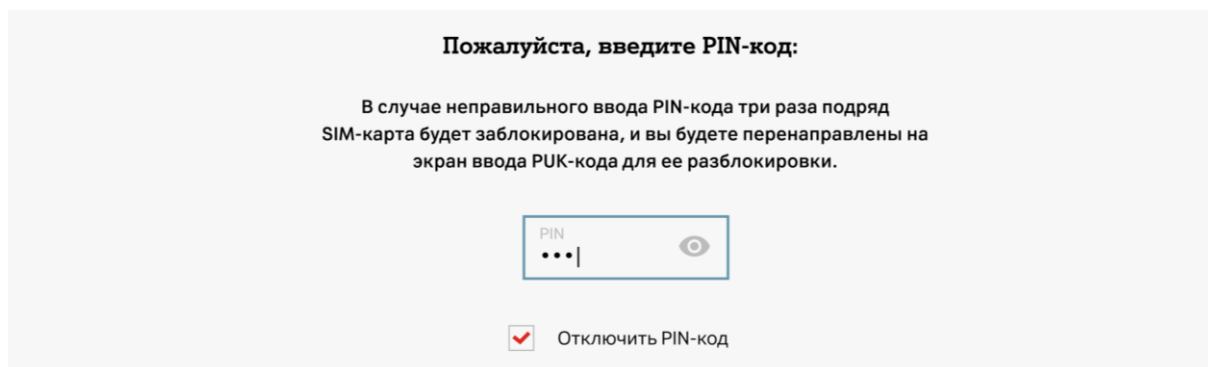 Пожалуйста, введите PIN-код:
В случае неправильного ввода PIN-кода три раза подряд
SIM-карта будет заблокирована, и вы будете перенаправлены на
экран ввода PUK-кода для ее разблокировки.
PIN
•••
Отключить PIN-код